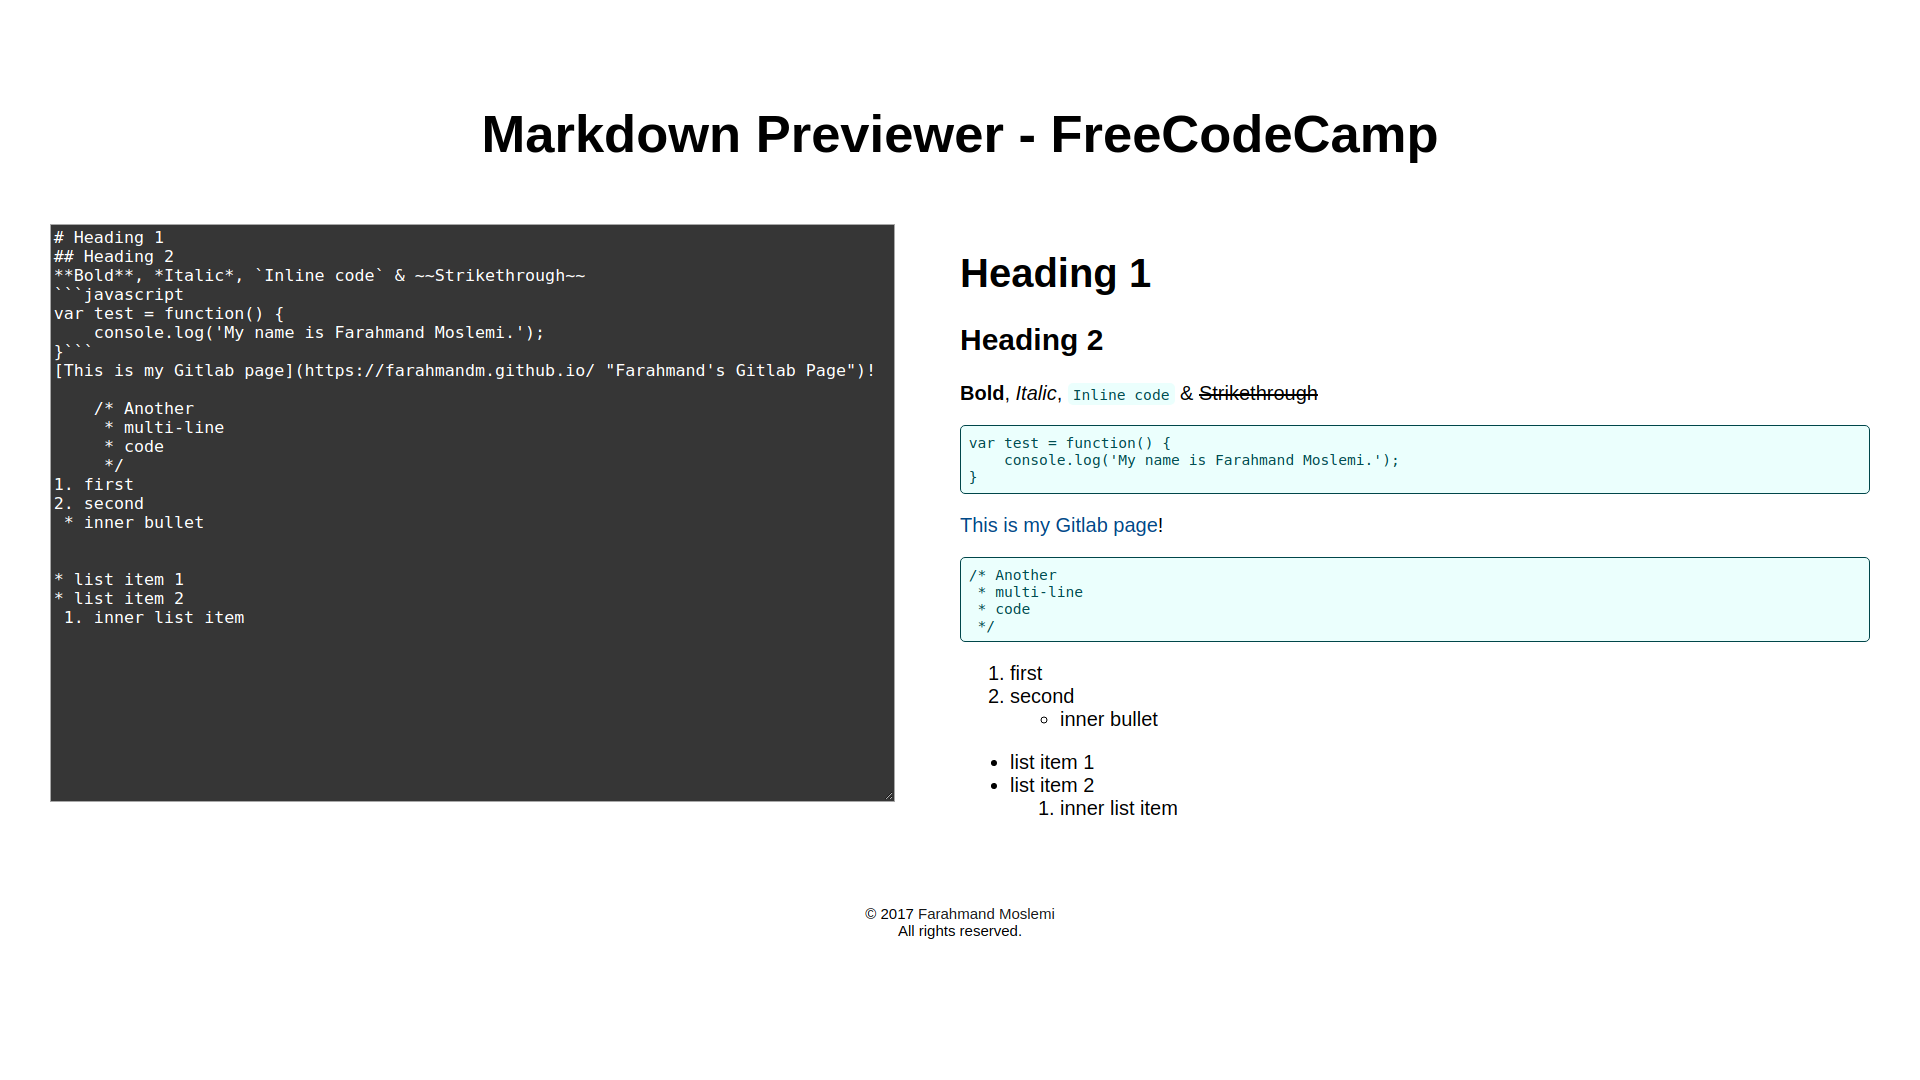 Markdown Previewer - FreeCodeCamp
# Heading 1
## Heading 2
**Bold**, *Italic*, `Inline code` & ~~Strikethrough~~
```javascript
var test = function() {
    console.log('My name is Farahmand Moslemi.');
}```
[This is my Gitlab page](https://farahmandm.github.io/ "Farahmand's Gitlab Page")!
    /* Another
     * multi-line
     * code
     */
1. first
2. second
 * inner bullet
* list item 1
* list item 2
 1. inner list item
Heading 1
Heading 2
Bold, Italic, Inline code & Strikethrough
var test = function() {
    console.log('My name is Farahmand Moslemi.');
}
This is my Gitlab page!
/* Another
 * multi-line
 * code
 */
1. first
2. second
◦ inner bullet
• list item 1
• list item 2
1. inner list item
© 2017 Farahmand Moslemi
All rights reserved.